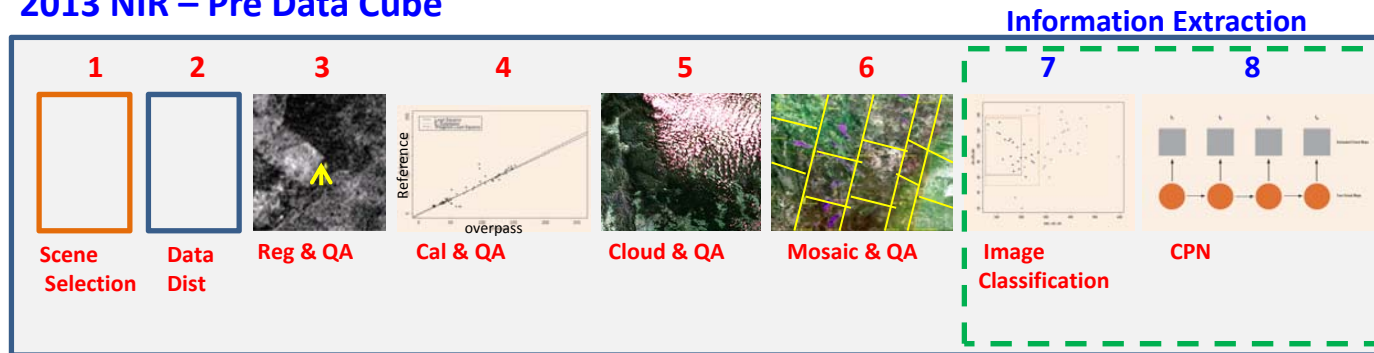 2013 NIR – Pre Data Cube
Information Extraction
1 2 3 4 5 6 7 8
Reference
overpass
Scene Selection
Data Dist
Reg & QA
Cal & QA
Cloud & QA
Mosaic & QA
Image Classification
CPN